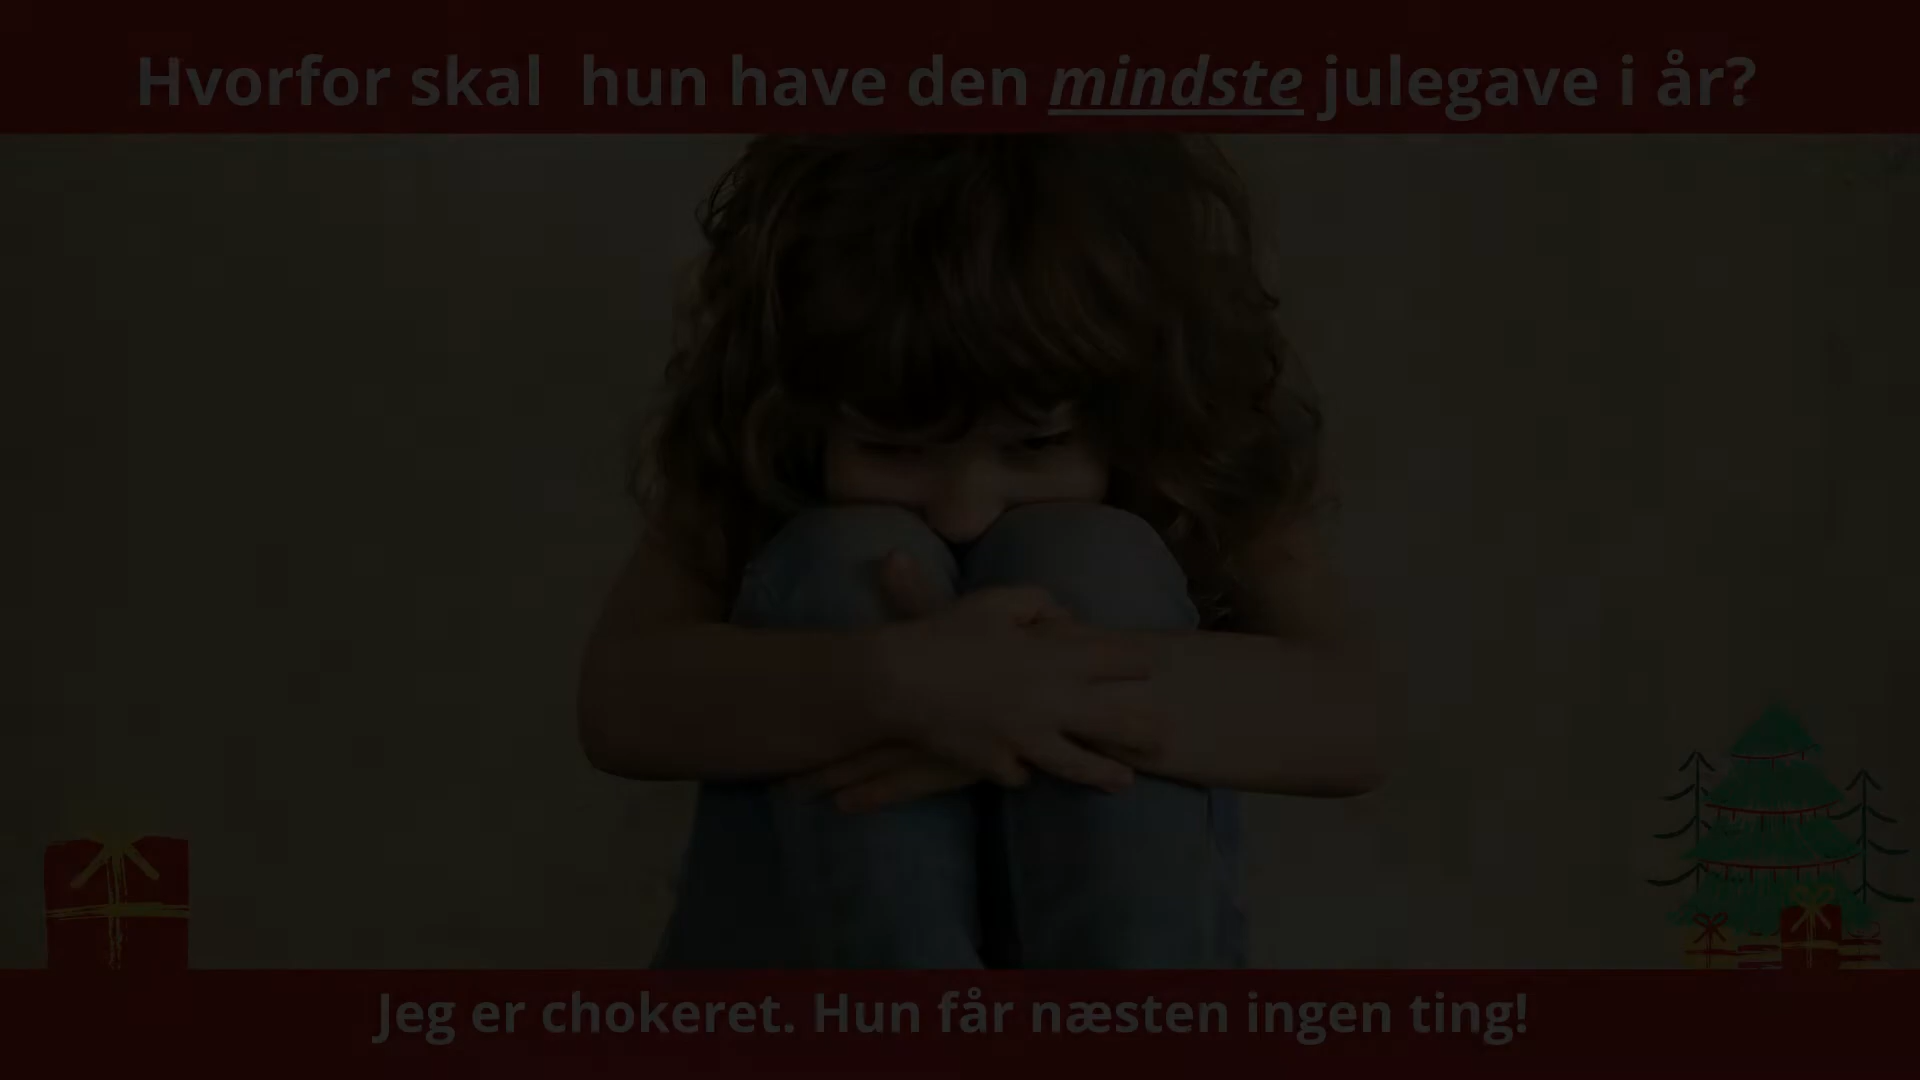 Hvorfor skal hun have den mindste julegave i år?
Jeg er chokeret. Hun får næsten ingen ting!